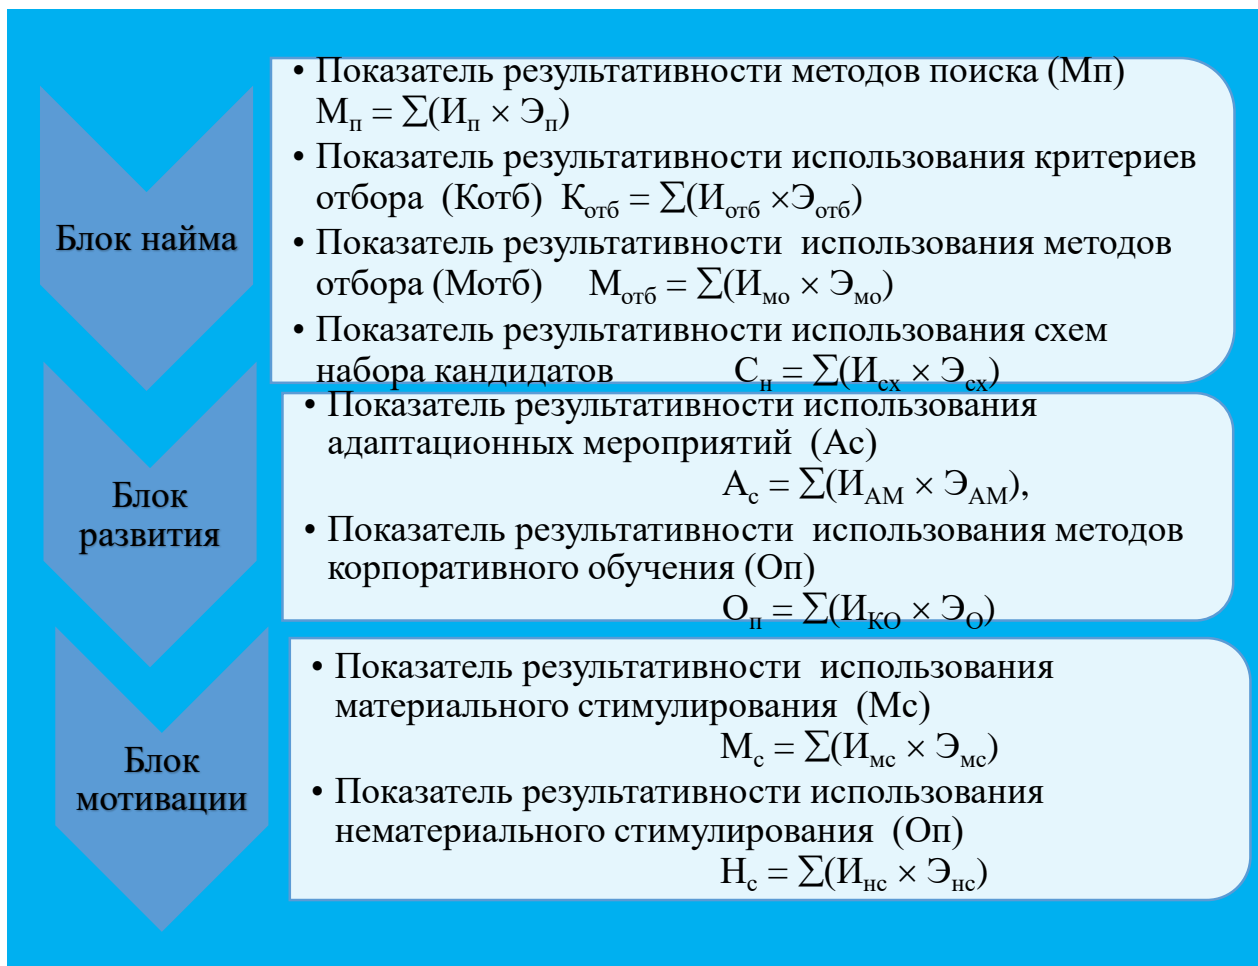 Блок найма
• Показатель результативности методов поиска (Мп)
Мп = ∑(Ип × Эп)
• Показатель результативности использования критериев
отбора (Котб) Котб = ∑(Иотб ×Эотб)
• Показатель результативности использования методов
отбора (Мотб) Мотб = ∑(Имо × Эмо)
• Показатель результативности использования схем
набора кандидатов Сн = ∑(Исх × Эсх)
Блок
развития
• Показатель результативности использования
адаптационных мероприятий (Ас)
Ас = ∑(ИАМ × ЭАМ),
• Показатель результативности использования методов
корпоративного обучения (Оп)
Оп = ∑(ИКО × ЭО)
Блок
мотивации
• Показатель результативности использования
материального стимулирования (Мс)
Мс = ∑(Имс × Эмс)
• Показатель результативности использования
нематериального стимулирования (Оп)
Нс = ∑(Инс × Энс)